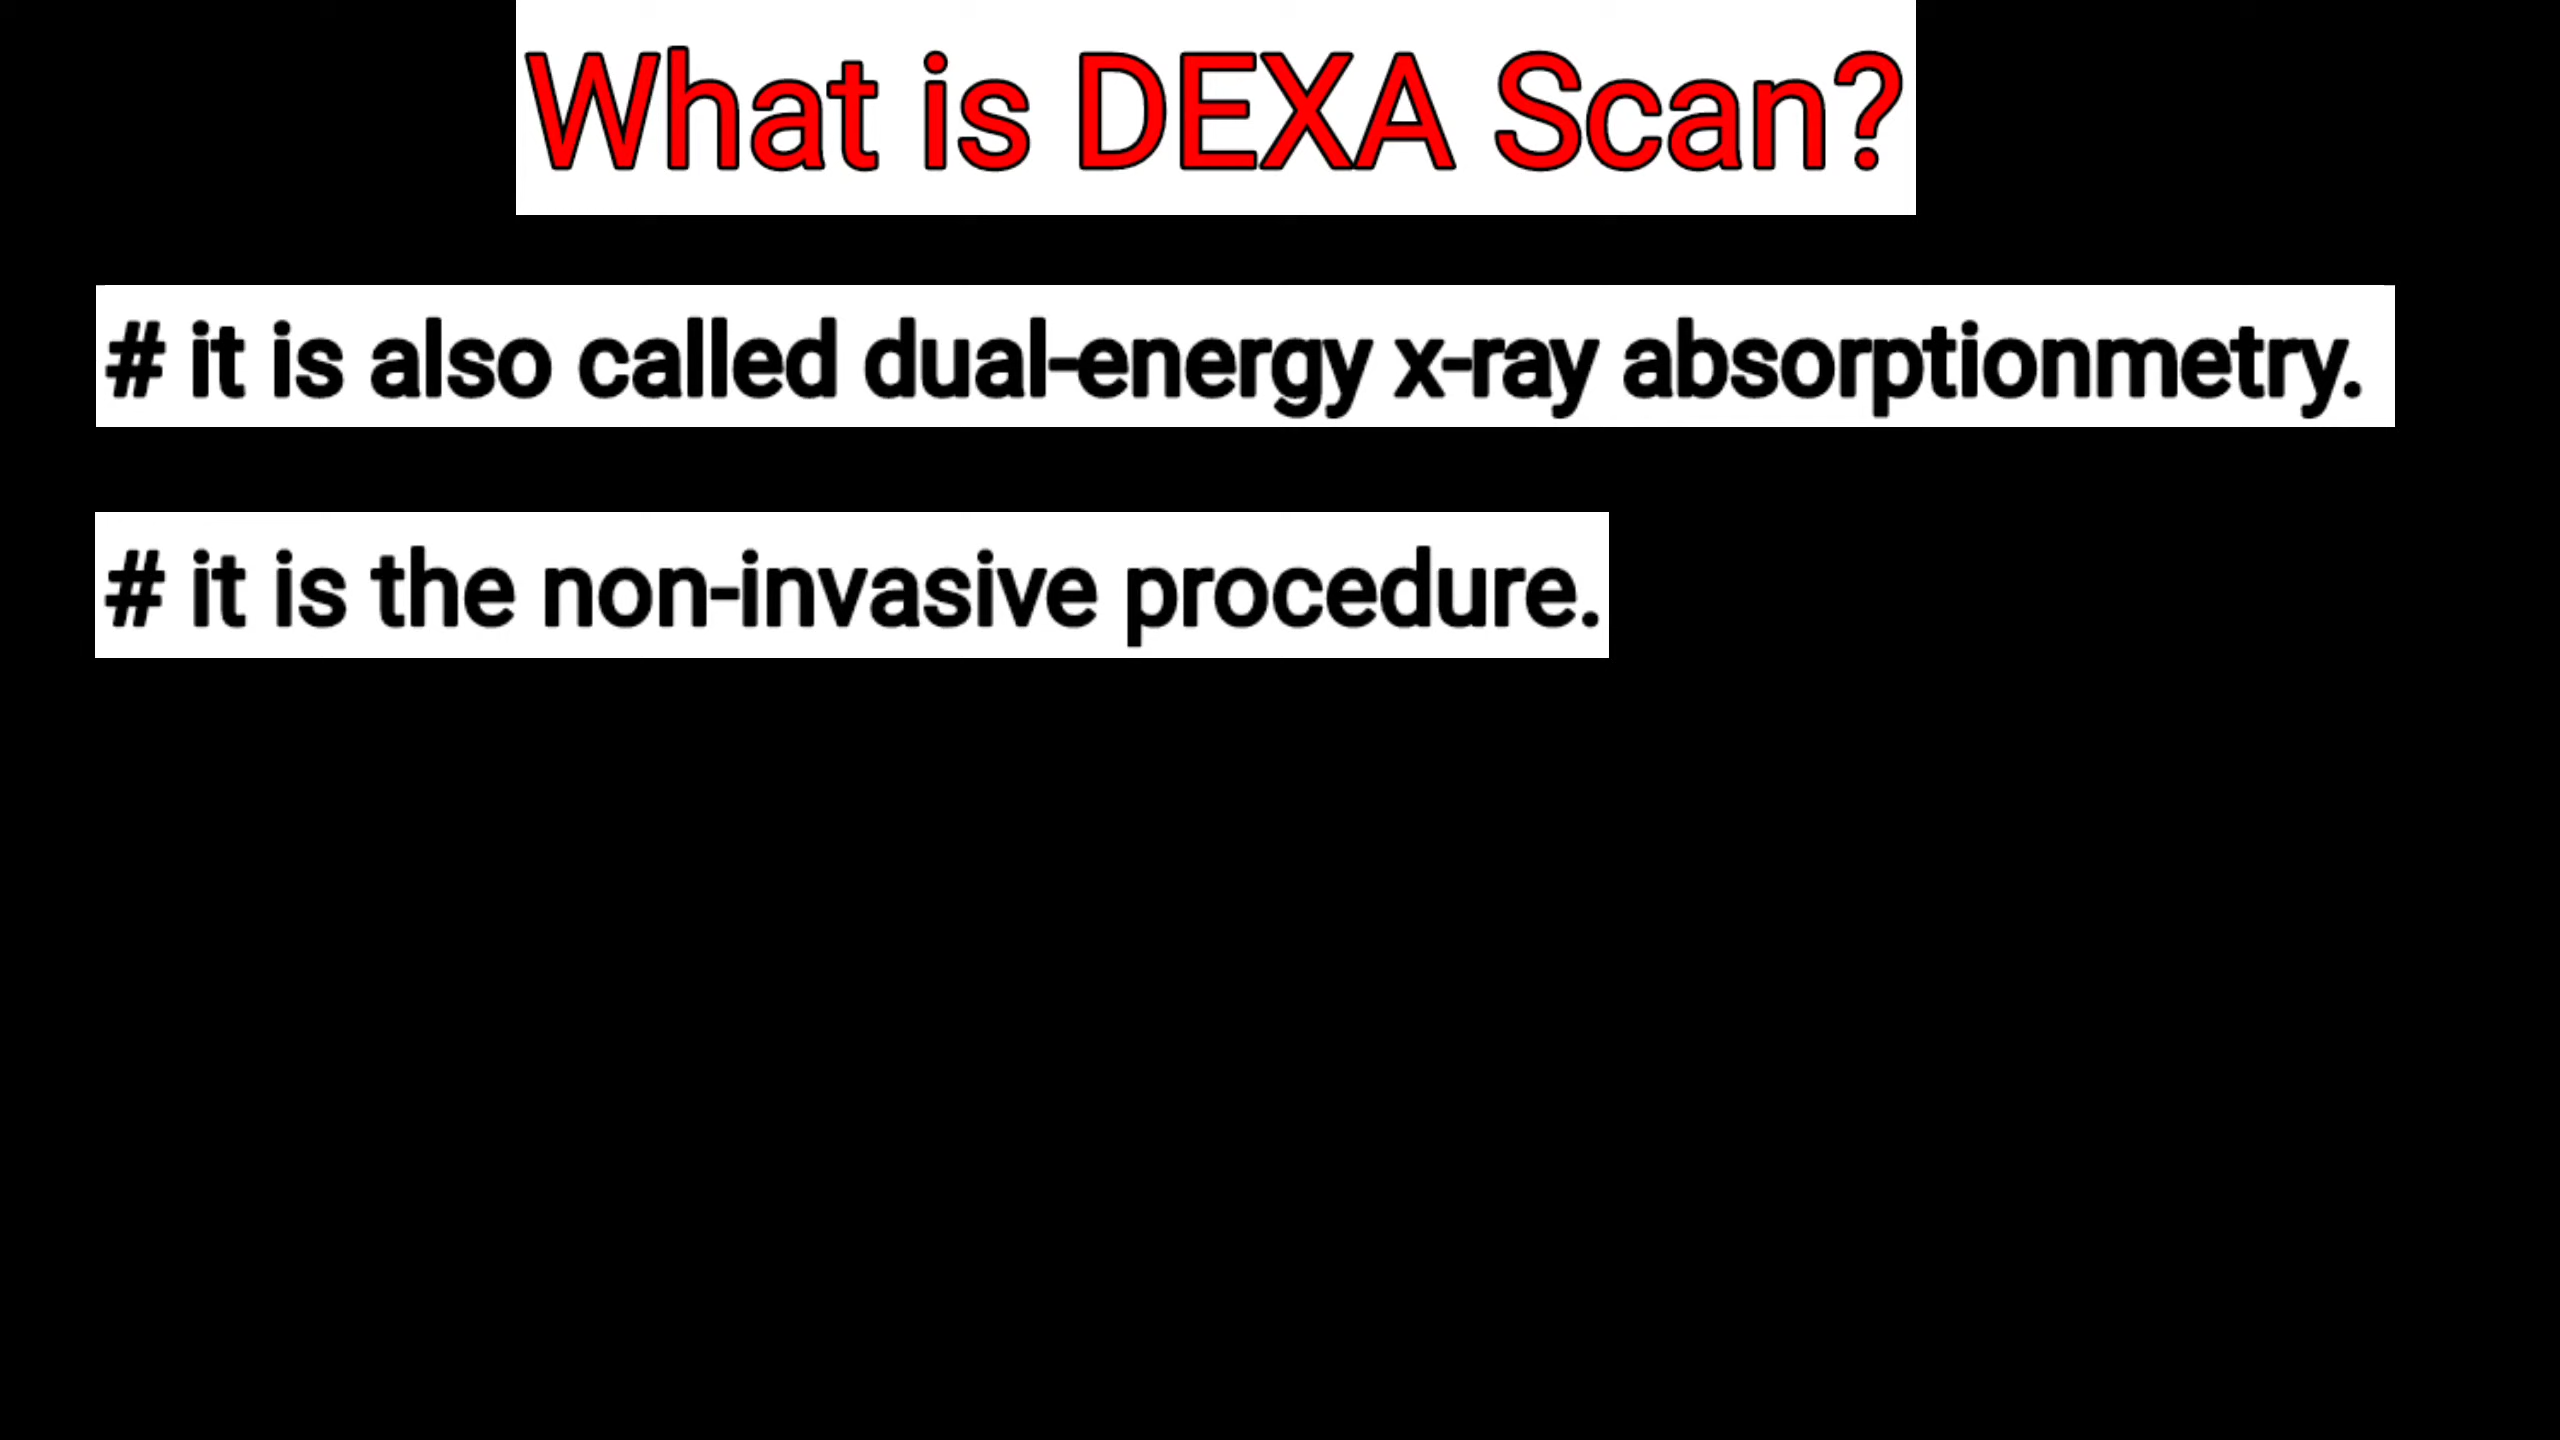 What is DEXA Scan?
# it is also called dual-energy x-ray absorptionmetry.
# it is the non-invasive procedure.